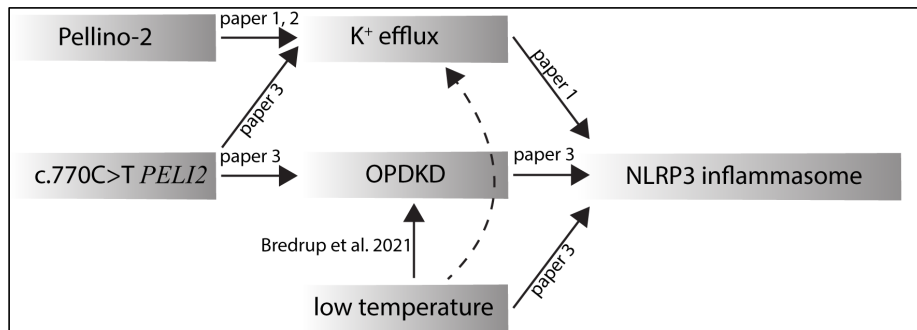 Pellino-2
paper 1, 2
K⁺ efflux
paper 1
paper 3
c.770C>T PELI2
paper 3
OPDKD
paper 3
NLRP3 inflammasome
Bredrup et al. 2021
paper 3
low temperature